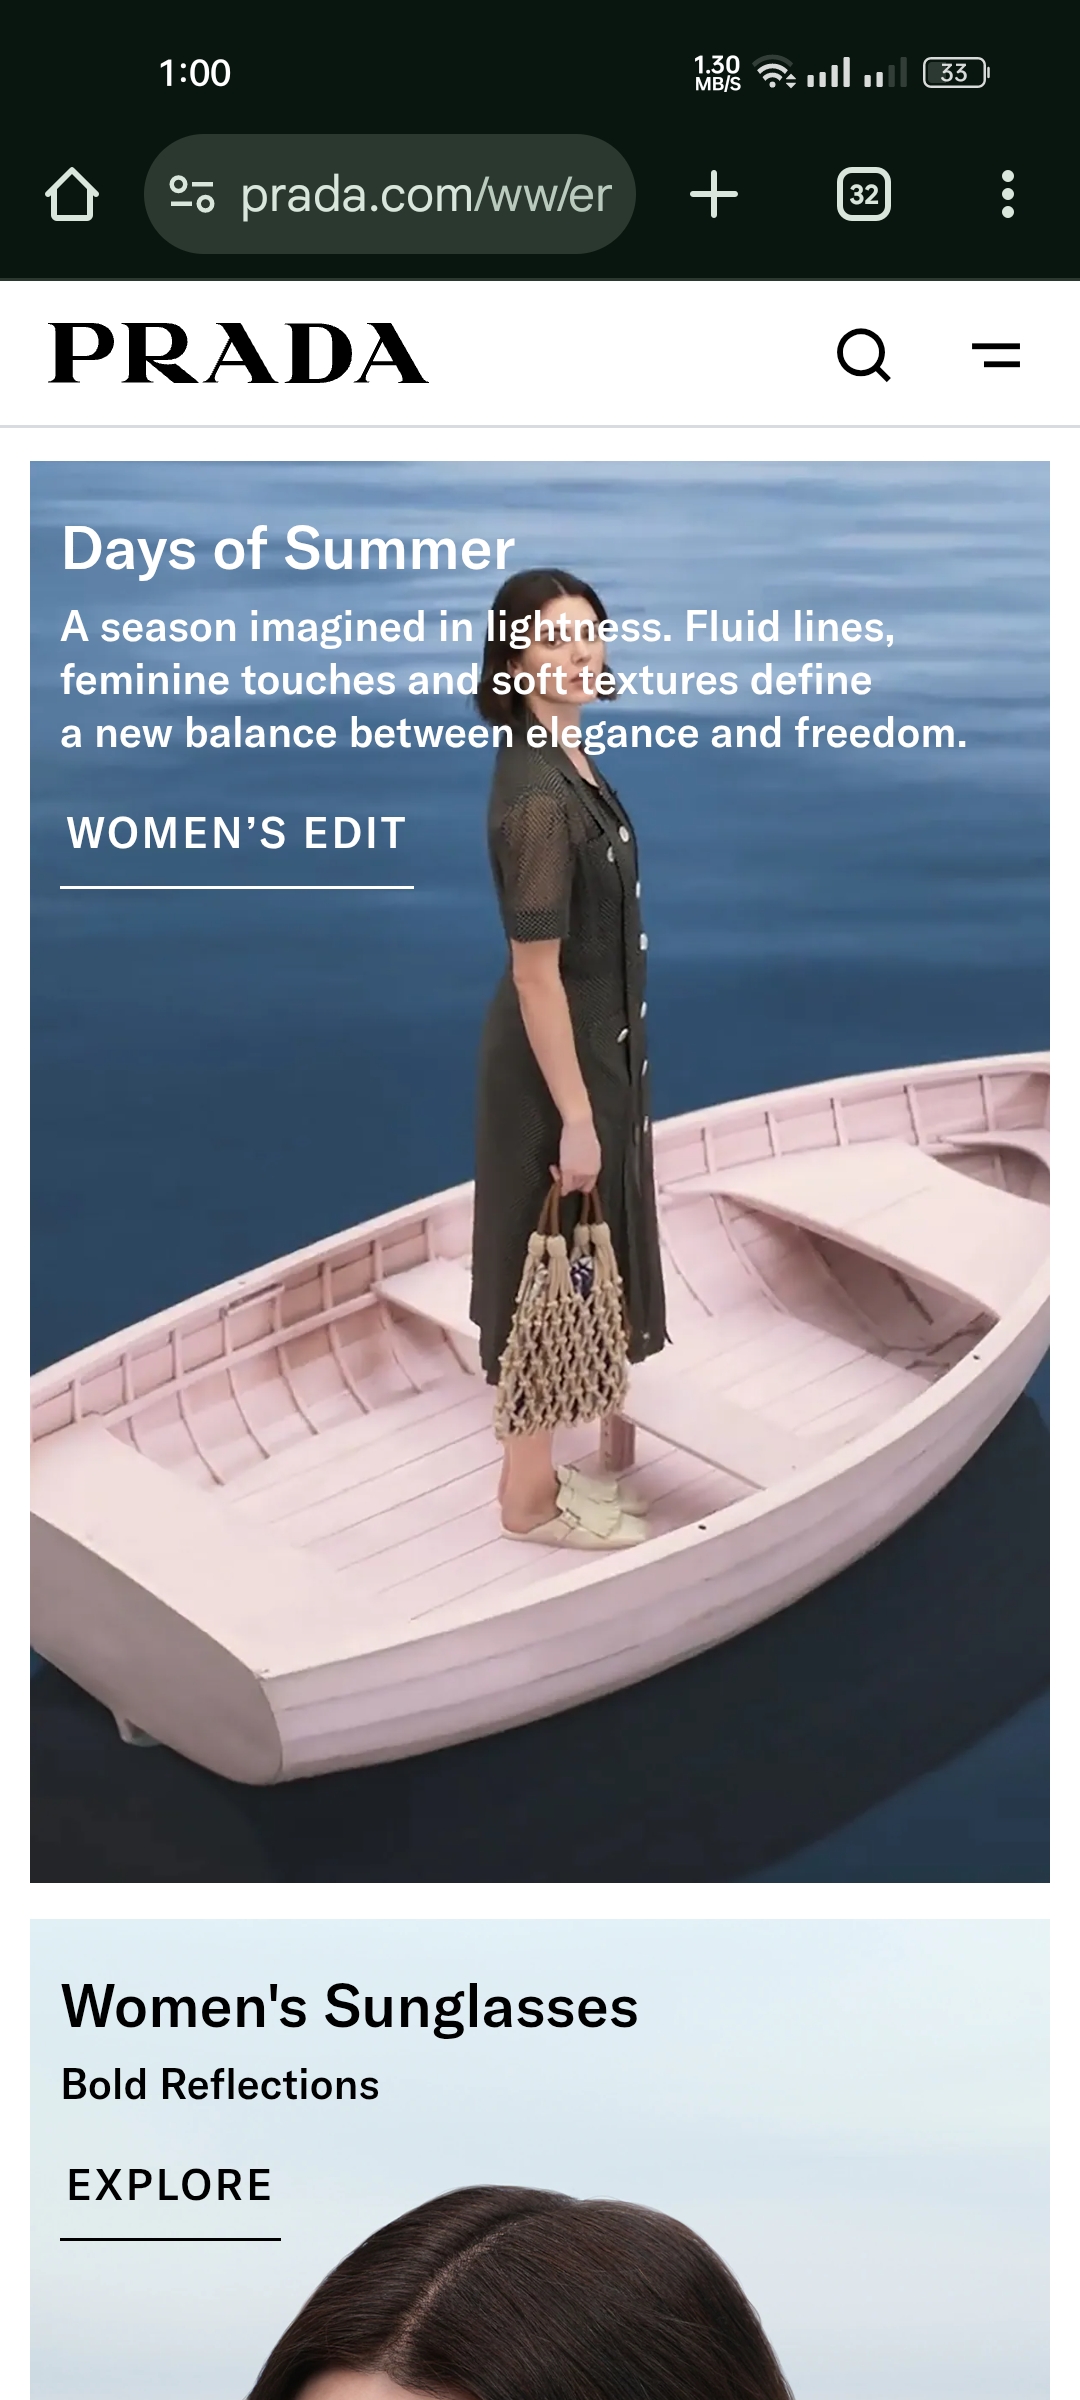 1:00
1.30
MB/S
33
prada.com/ww/er
32
PRADA
Days of Summer
A season imagined in lightness. Fluid lines,
feminine touches and soft textures define
a new balance between elegance and freedom.
WOMEN’S EDIT
Women's Sunglasses
Bold Reflections
EXPLORE